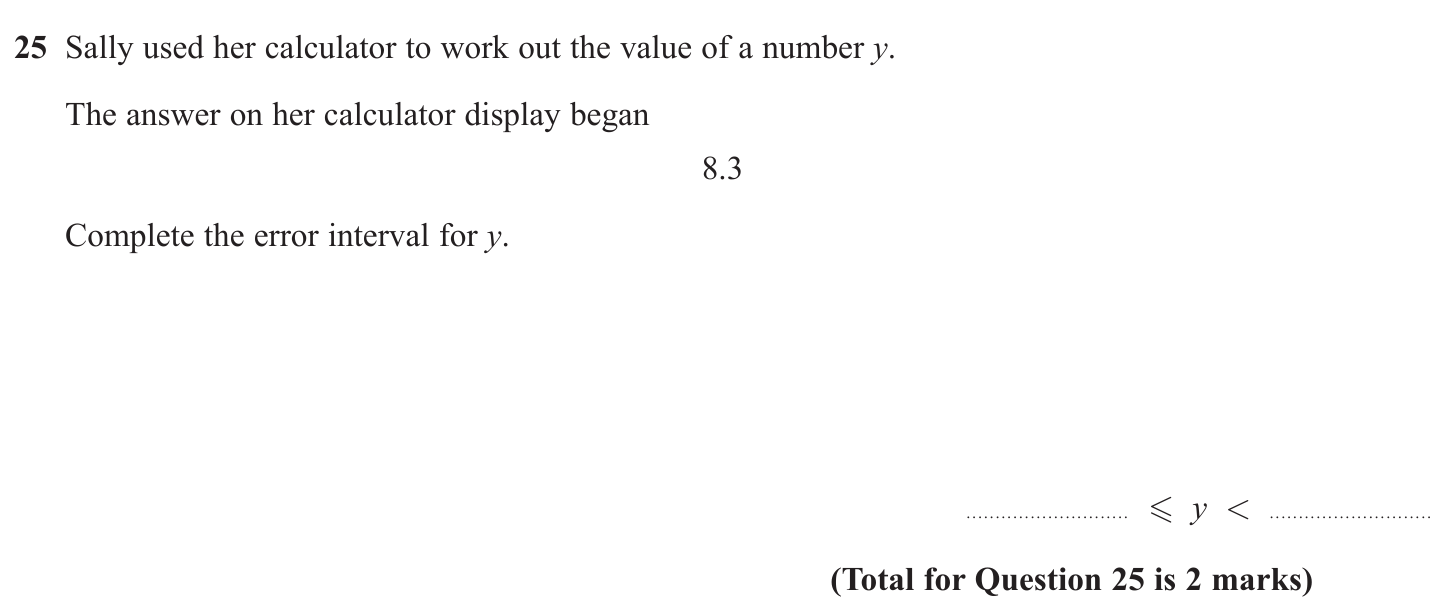 25 Sally used her calculator to work out the value of a number y.
The answer on her calculator display began
8.3
Complete the error interval for y.
............................ ⩽ y < ............................
(Total for Question 25 is 2 marks)